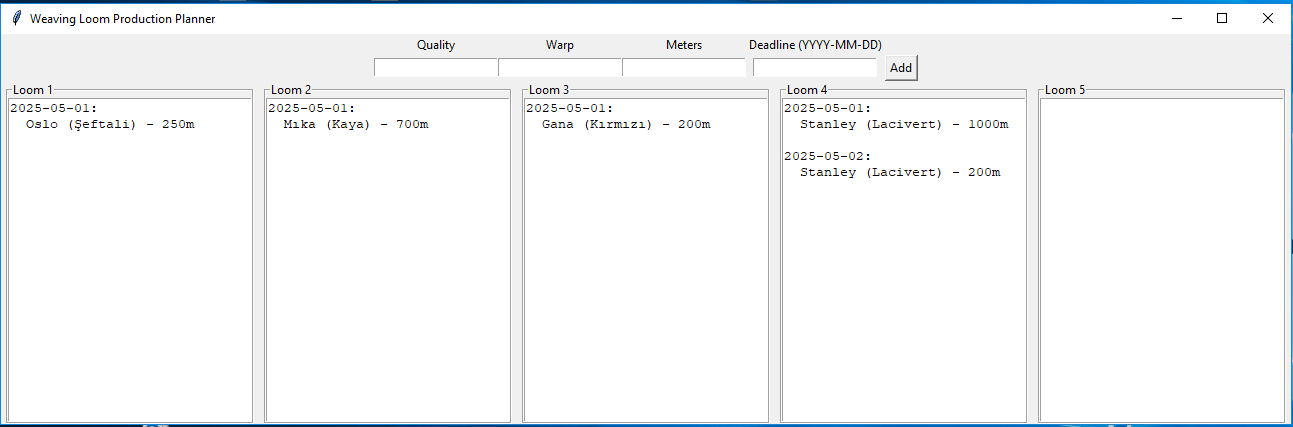 Weaving Loom Production Planner
Quality Warp Meters Deadline (YYYY-MM-DD)
Add
Loom 1
2025-05-01:
Oslo (Şeftali) - 250m
Loom 2
2025-05-01:
Mıka (Kaya) - 700m
Loom 3
2025-05-01:
Gana (Kırmızı) - 200m
Loom 4
2025-05-01:
Stanley (Lacivert) - 1000m
2025-05-02:
Stanley (Lacivert) - 200m
Loom 5